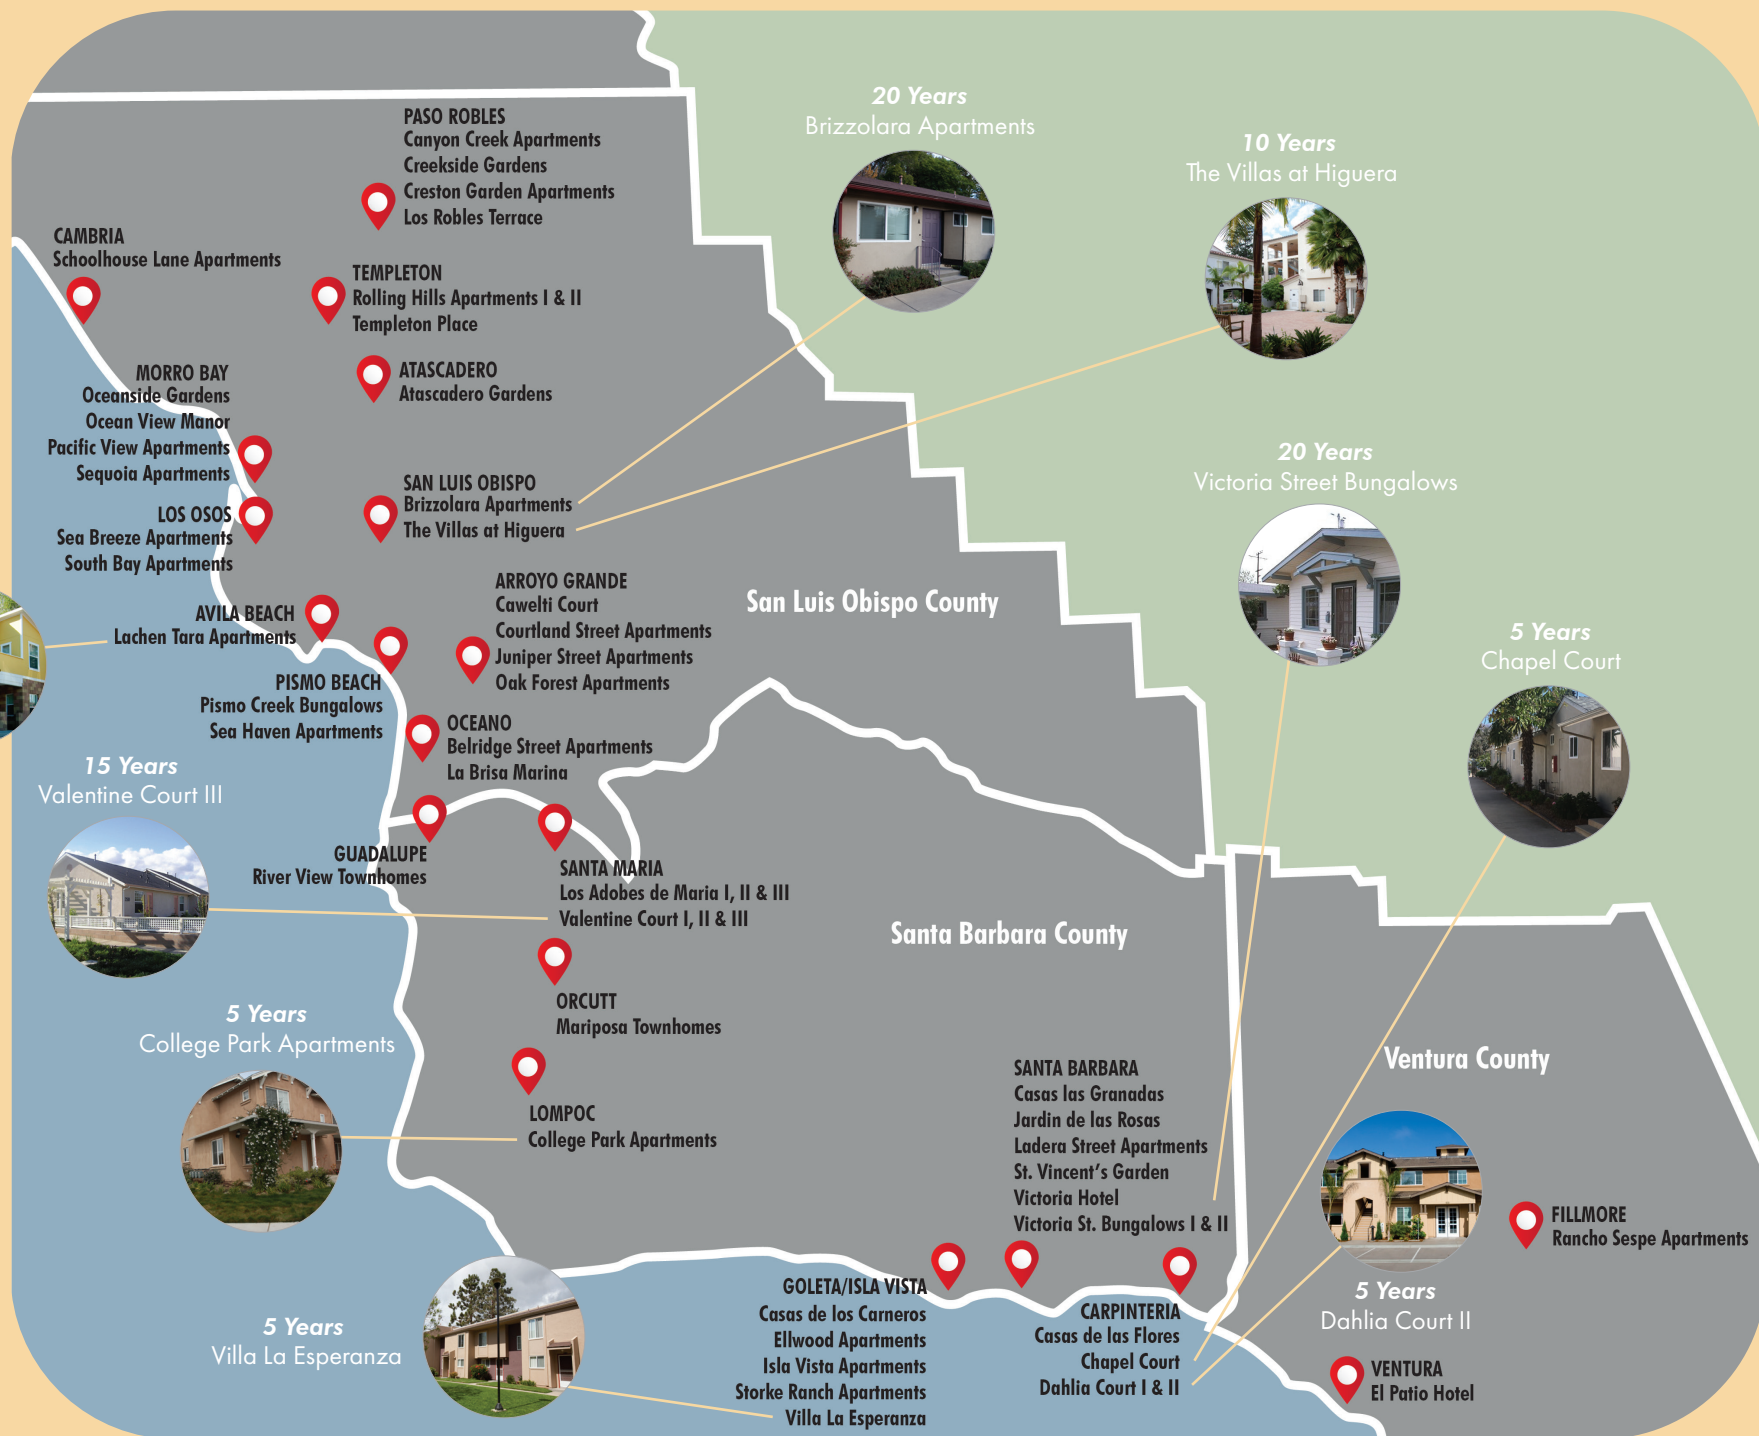 20 Years
Brizzolara Apartments
10 Years
The Villas at Higuera
PASO ROBLES
Canyon Creek Apartments
Creekside Gardens
Creston Garden Apartments
Los Robles Terrace
CAMBRIA
Schoolhouse Lane Apartments
TEMPLETON
Rolling Hills Apartments I & II
Templeton Place
ATASCADERO
Atascadero Gardens
MORRO BAY
Oceanside Gardens
Ocean View Manor
Pacific View Apartments
Sequoia Apartments
SAN LUIS OBISPO
Brizzolara Apartments
The Villas at Higuera
20 Years
Victoria Street Bungalows
LOS OSOS
Sea Breeze Apartments
South Bay Apartments
ARROYO GRANDE
Cawelti Court
Courtland Street Apartments
Juniper Street Apartments
Oak Forest Apartments
San Luis Obispo County
AVILA BEACH
Lachen Tara Apartments
5 Years
Chapel Court
PISMO BEACH
Pismo Creek Bungalows
Sea Haven Apartments
OCEANO
Belridge Street Apartments
La Brisa Marina
15 Years
Valentine Court III
GUADALUPE
River View Townhomes
SANTA MARIA
Los Adobes de Maria I, II & III
Valentine Court I, II & III
Santa Barbara County
ORCUTT
Mariposa Townhomes
5 Years
College Park Apartments
LOMPOC
College Park Apartments
Ventura County
SANTA BARBARA
Casas las Granadas
Jardin de las Rosas
Ladera Street Apartments
St. Vincent's Garden
Victoria Hotel
Victoria St. Bungalows I & II
FILLMORE
Rancho Sespe Apartments
5 Years
Dahlia Court II
5 Years
Villa La Esperanza
GOLETA/ISLA VISTA
Casas de los Carneros
Ellwood Apartments
Isla Vista Apartments
Storke Ranch Apartments
Villa La Esperanza
CARPINTERIA
Casas de las Flores
Chapel Court
Dahlia Court I & II
VENTURA
El Patio Hotel